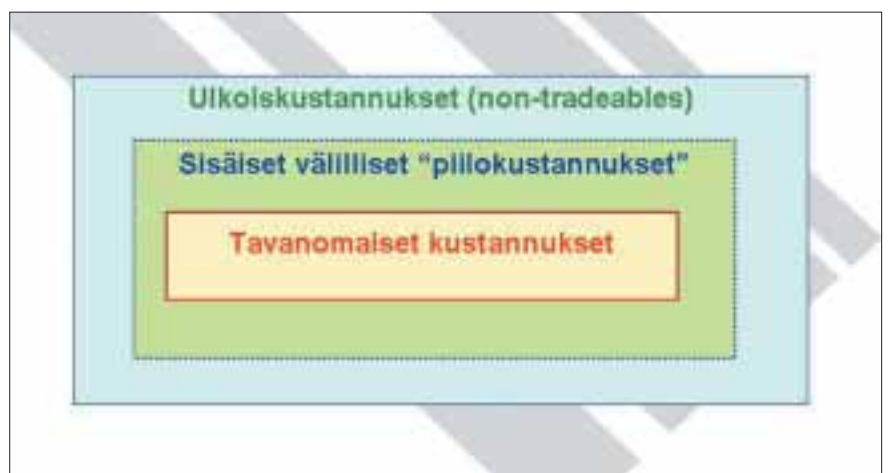 Ulkoiskustannukset (non-tradeables)
Sisäiset välilliset "piilokustannukset"
Tavanomaiset kustannukset